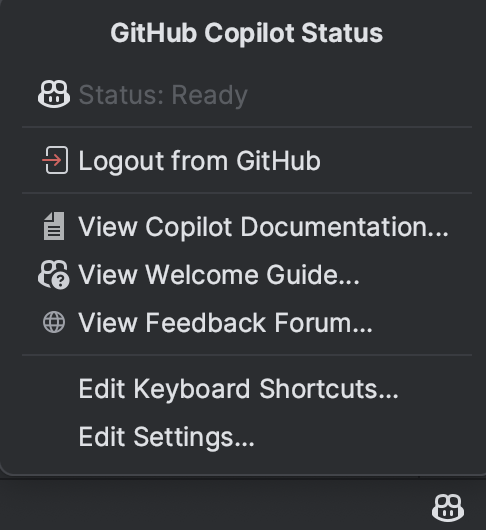 GitHub Copilot Status
Status: Ready
Logout from GitHub
View Copilot Documentation...
View Welcome Guide...
View Feedback Forum...
Edit Keyboard Shortcuts...
Edit Settings...